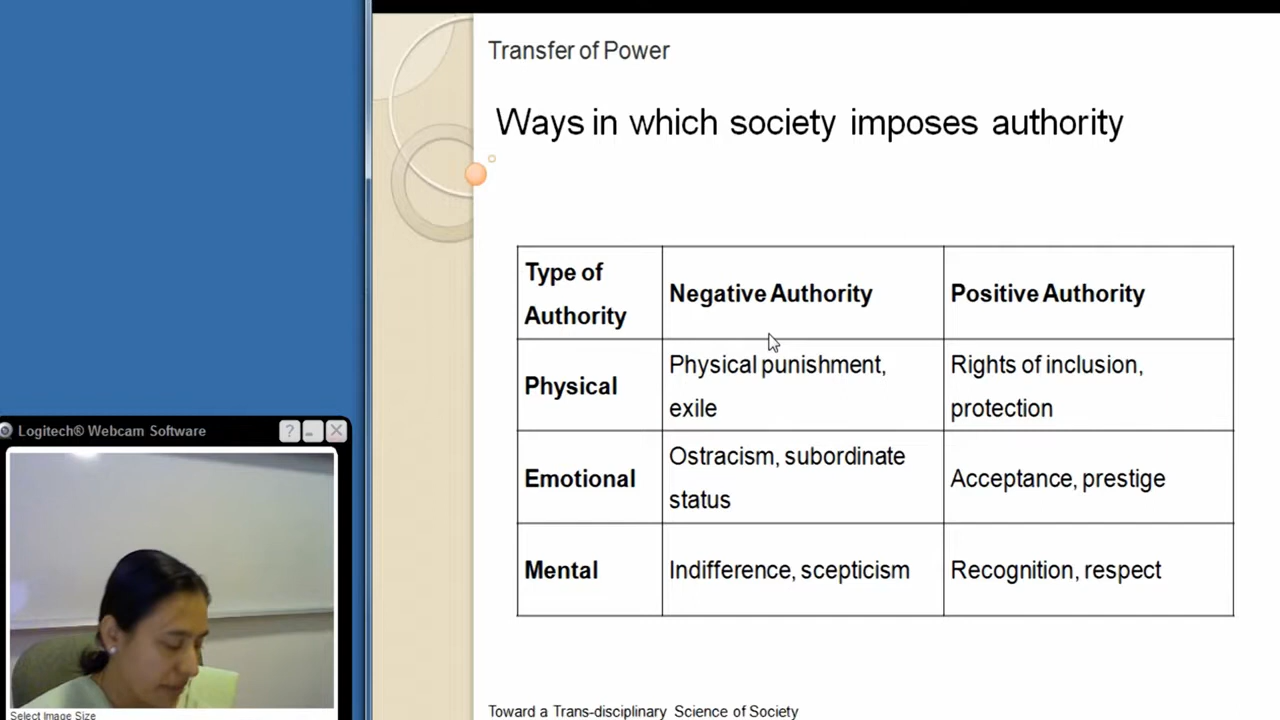 Transfer of Power
Ways in which society imposes authority
Type of
Authority
Negative Authority
Positive Authority
Physical
Physical punishment,
exile
Rights of inclusion,
protection
Emotional
Ostracism, subordinate
status
Acceptance, prestige
Mental
Indifference, scepticism
Recognition, respect
Toward a Trans-disciplinary Science of Society
Logitech® Webcam Software
Select Image Size